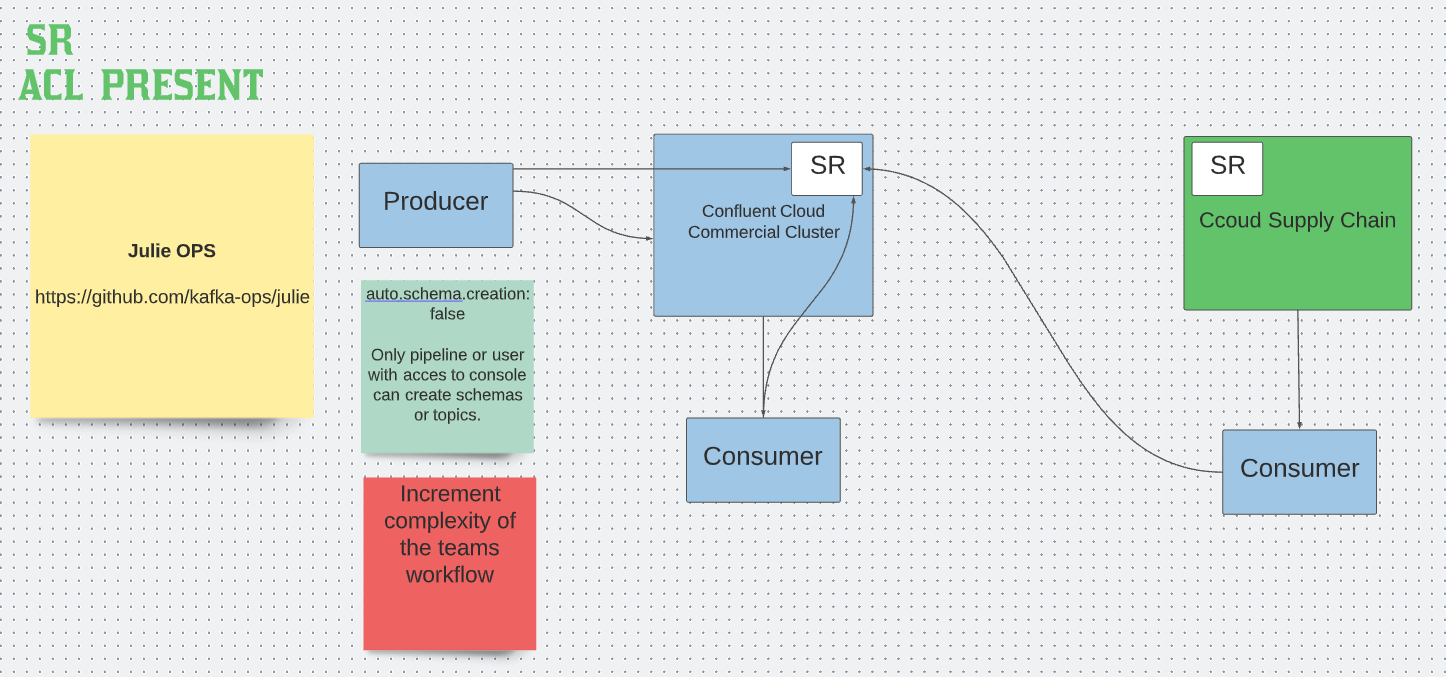 SR
ACL PRESENT
Julie OPS
https://github.com/kafka-ops/julie
Producer
auto.schema.creation:
false
Only pipeline or user
with acces to console
can create schemas
or topics.
Increment
complexity of
the teams
workflow
SR
Confluent Cloud
Commercial Cluster
Consumer
SR
Ccoud Supply Chain
Consumer